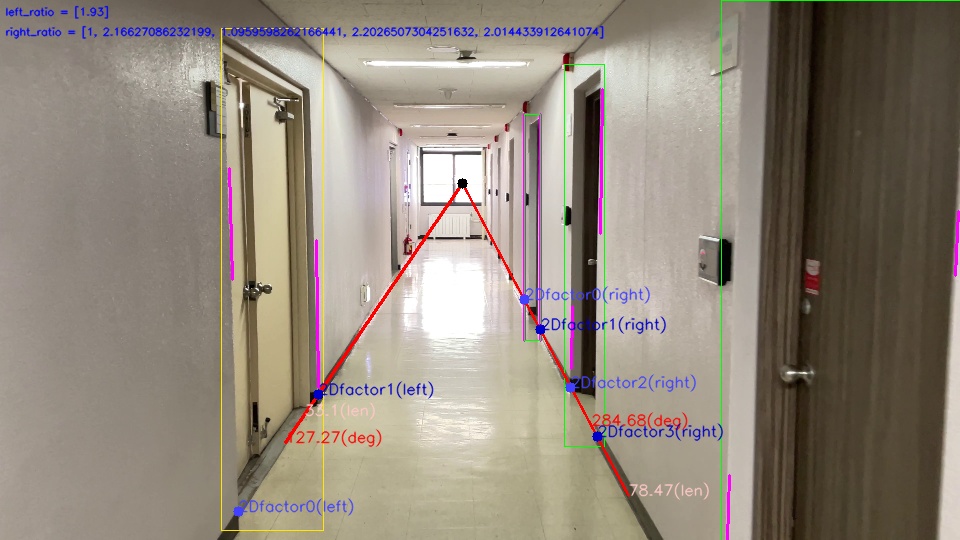 left_ratio = [1.93]
right_ratio = [1, 2.16627086232199, 1.0959598262166441, 2.2026507304251632, 2.014433912641074]
2Dfactor0(right)
2Dfactor1(right)
2Dfactor2(right)
2Dfactor1(left)
284.68(deg)
2Dfactor3(right)
127.27(deg)
78.47(len)
2Dfactor0(left)